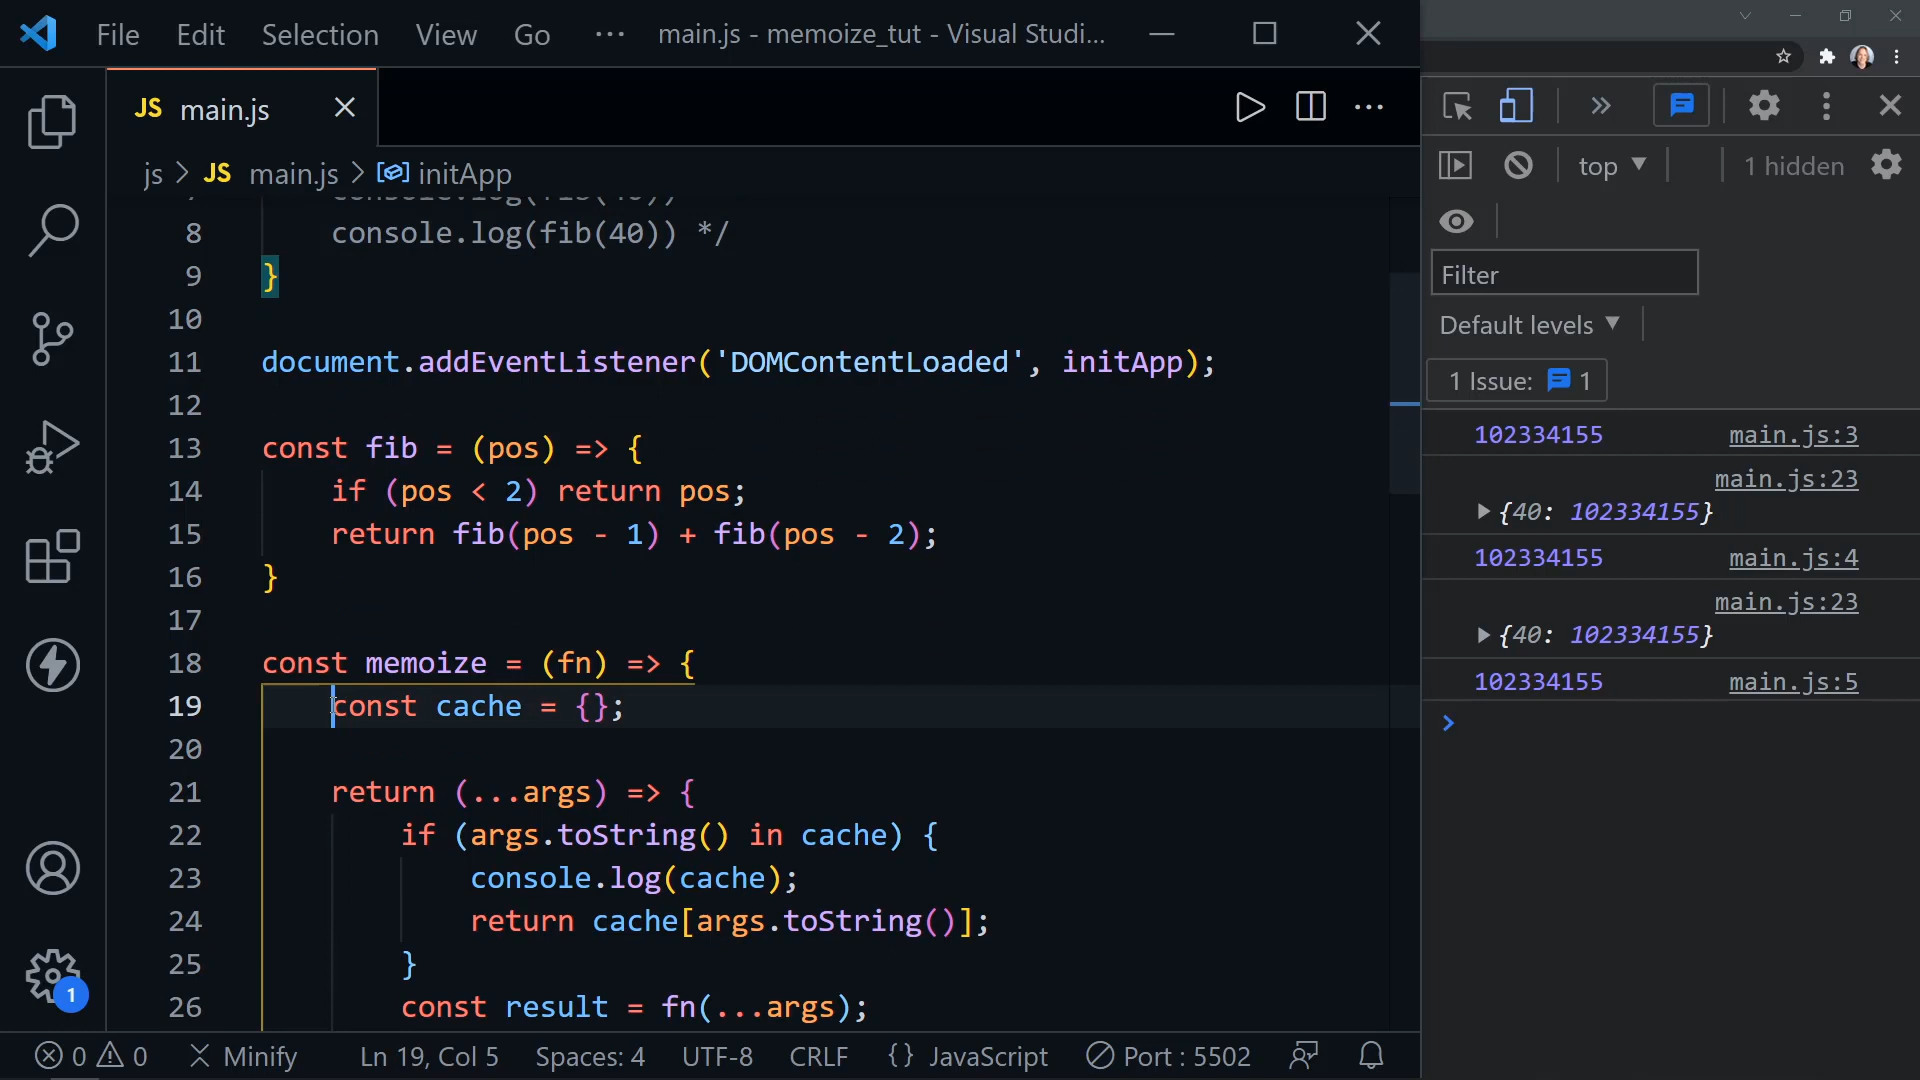 File Edit Selection View Go ··· main.js - memoize_tut - Visual Studi...
JS main.js
js > JS main.js > initApp
8 console.log(fib(40)) */
9 }
10
11 document.addEventListener('DOMContentLoaded', initApp);
12
13 const fib = (pos) => {
14 if (pos < 2) return pos;
15 return fib(pos - 1) + fib(pos - 2);
16 }
17
18 const memoize = (fn) => {
19 const cache = {};
20
21 return (...args) => {
22 if (args.toString() in cache) {
23 console.log(cache);
24 return cache[args.toString()];
25 }
26 const result = fn(...args);
1
0 0 Minify Ln 19, Col 5 Spaces: 4 UTF-8 CRLF {} JavaScript Port : 5502
top 1 hidden
Filter
Default levels
1 Issue: 1
102334155 main.js:3
main.js:23
{40: 102334155}
102334155 main.js:4
main.js:23
{40: 102334155}
102334155 main.js:5